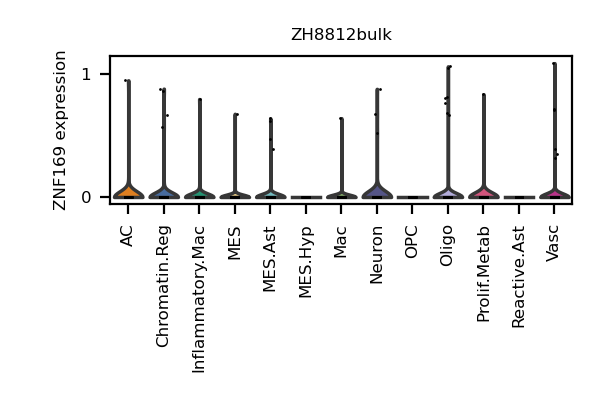 ZH8812bulk
ZNF169 expression
1
0
AC
Chromatin.Reg
Inflammatory.Mac
MES
MES.Ast
MES.Hyp
Mac
Neuron
OPC
Oligo
Prolif.Metab
Reactive.Ast
Vasc